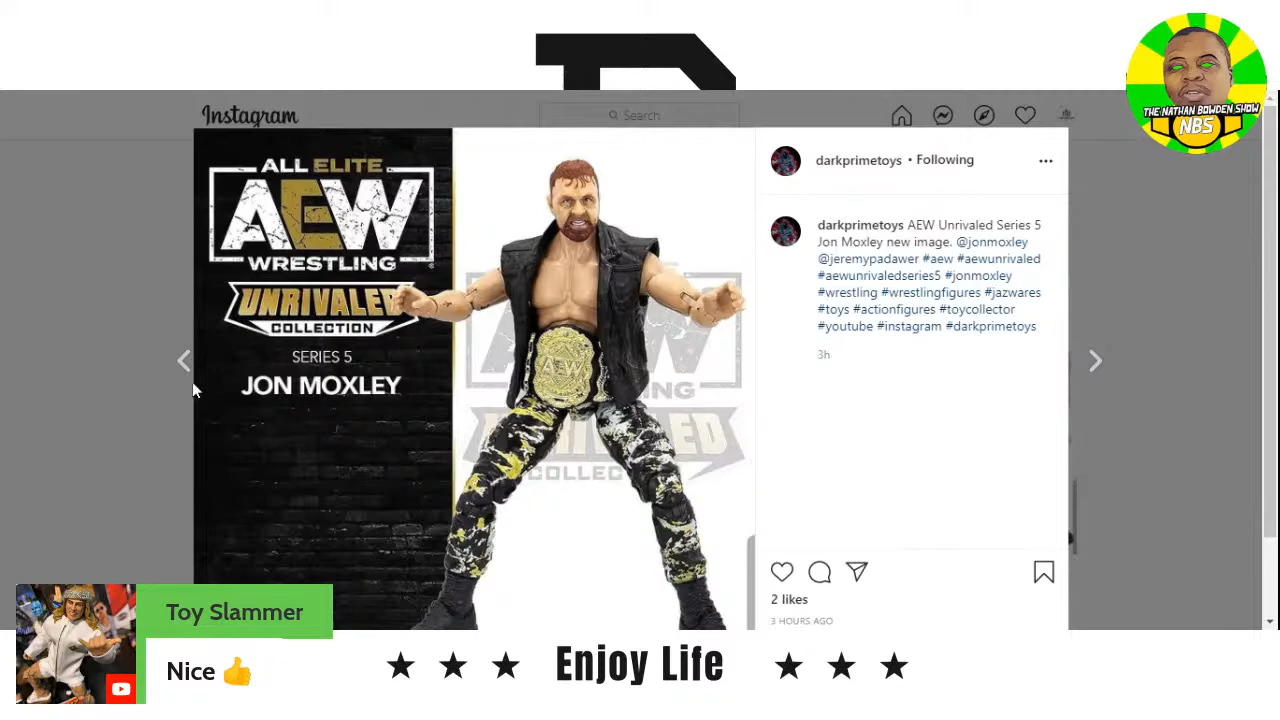 THE NATHAN BOWDEN SHOW
NBS
Instagram
Search
ALL ELITE
AEW
WRESTLING
UNRIVALED
COLLECTION
SERIES 5
JON MOXLEY
AEW
darkprimetoys • Following
darkprimetoys AEW Unrivaled Series 5
Jon Moxley new image. @jonmoxley
@jeremypadawer #aew #aewunrivaled
#aewunrivaledseries5 #jonmoxley
#wrestling #wrestlingfigures #jazwares
#toys #actionfigures #toycollector
#youtube #instagram #darkprimetoys
3h
2 likes
3 HOURS AGO
Toy Slammer
Nice 👍
★ ★ ★ Enjoy Life ★ ★ ★